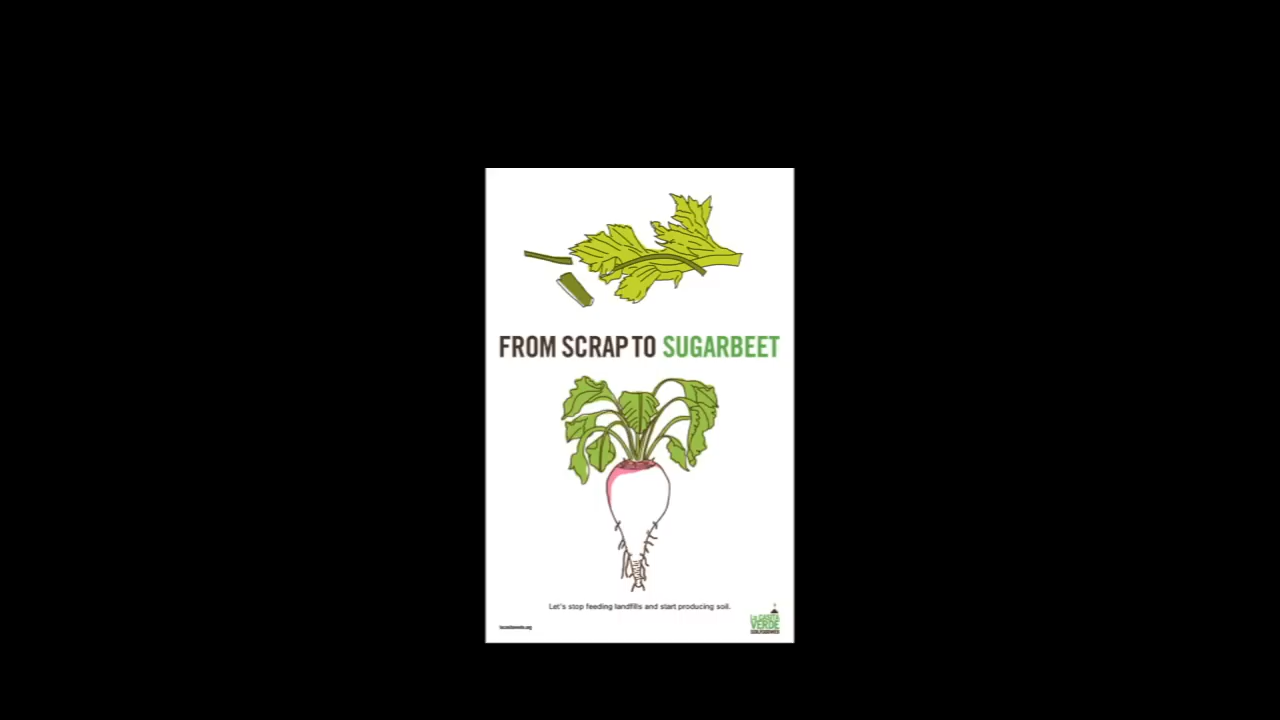 FROM SCRAP TO SUGARBEET
Let's stop feeding landfills and start producing soil.
VERDE